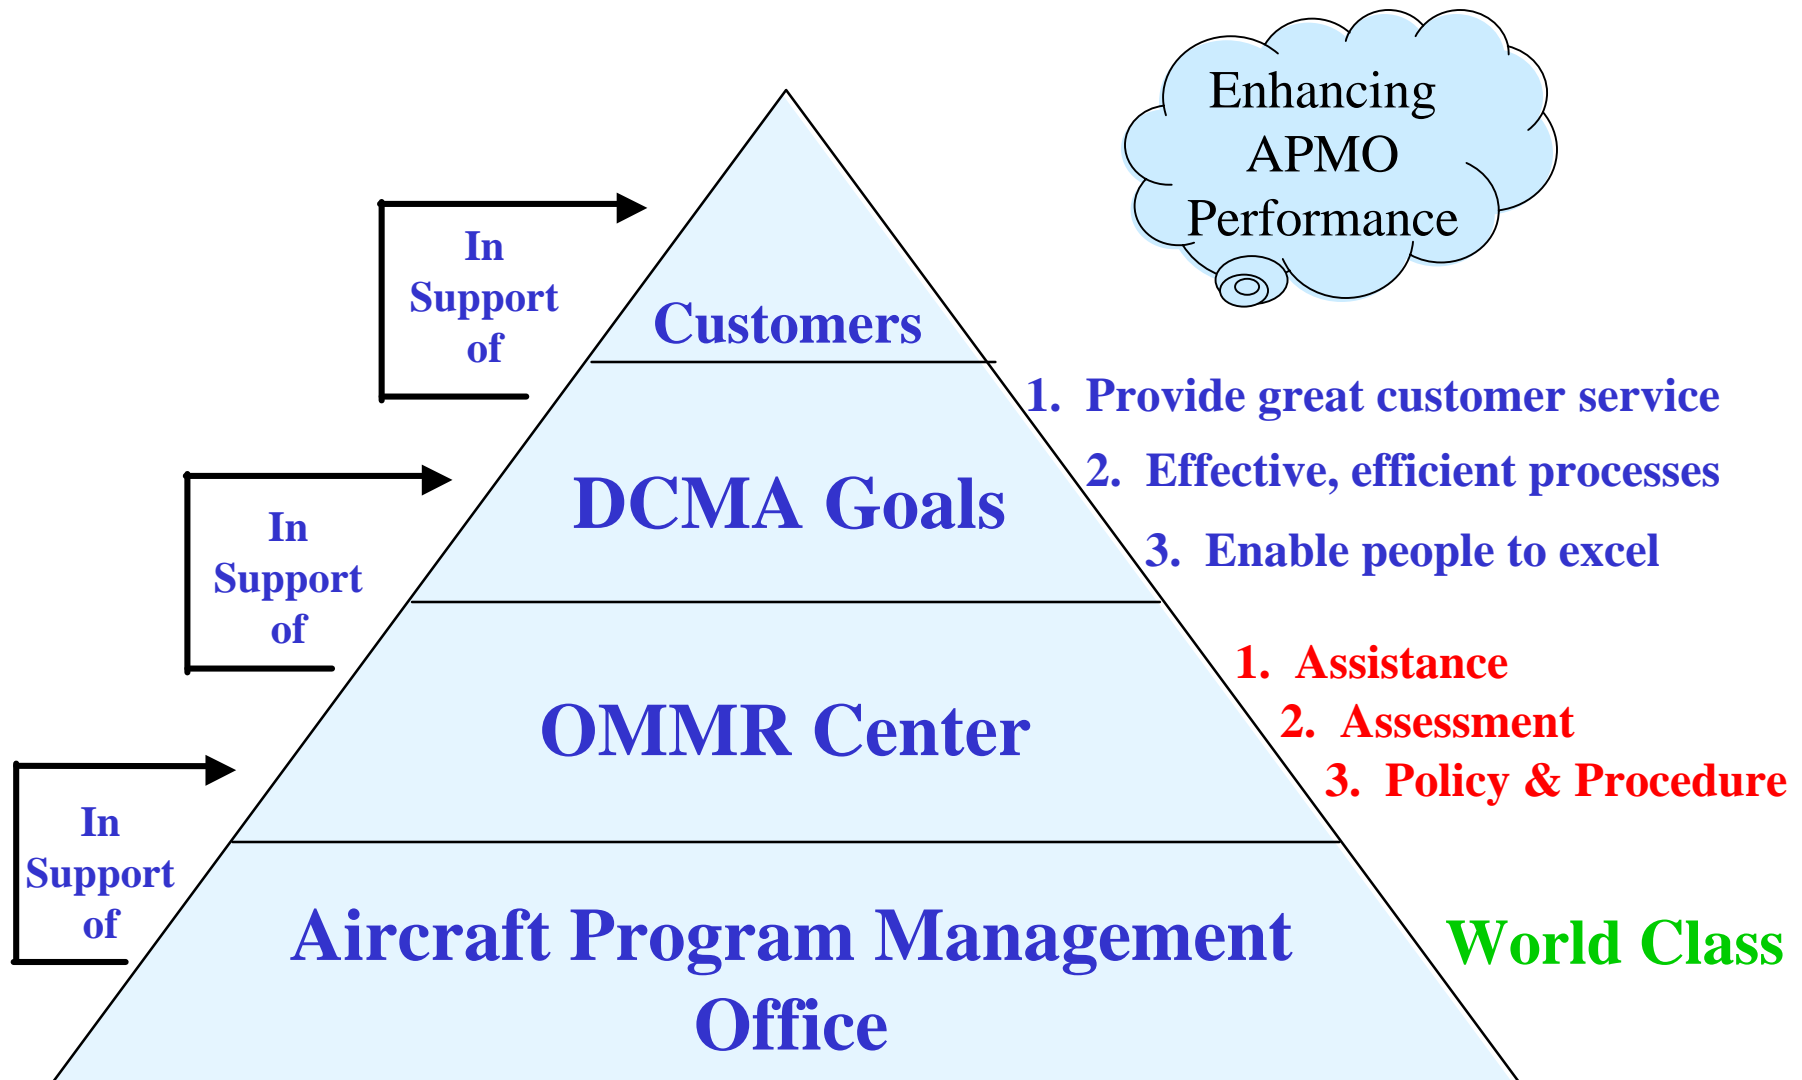 Enhancing
APMO
Performance
In
Support
of
Customers
1. Provide great customer service
2. Effective, efficient processes
3. Enable people to excel
DCMA Goals
In
Support
of
1. Assistance
2. Assessment
3. Policy & Procedure
OMMR Center
In
Support
of
Aircraft Program Management
Office
World Class